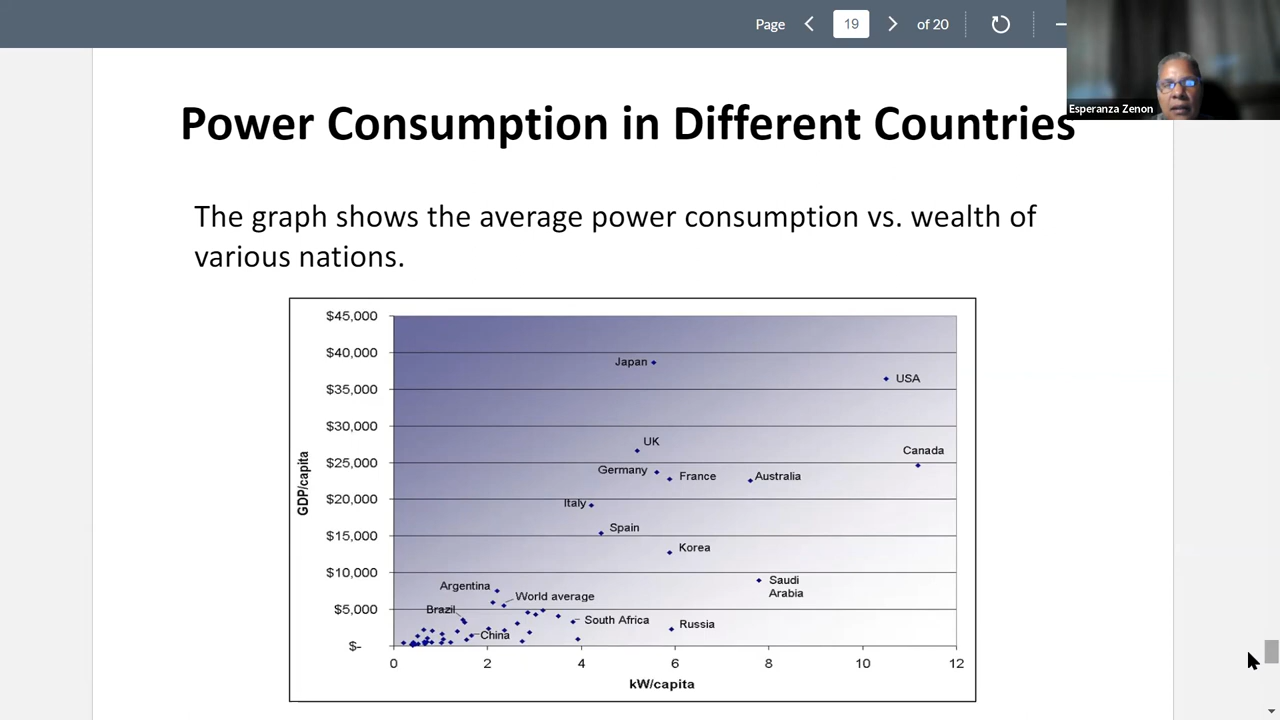 Page 19 of 20
Esperanza Zenon
Power Consumption in Different Countries
The graph shows the average power consumption vs. wealth of
various nations.
$45,000
$40,000
$35,000
$30,000
$25,000
$20,000
$15,000
$10,000
$5,000
$-
GDP/capita
Japan
USA
UK
Canada
Germany
France
Australia
Italy
Spain
Korea
Saudi
Arabia
Argentina
World average
Brazil
South Africa
Russia
China
0 2 4 6 8 10 12
kW/capita